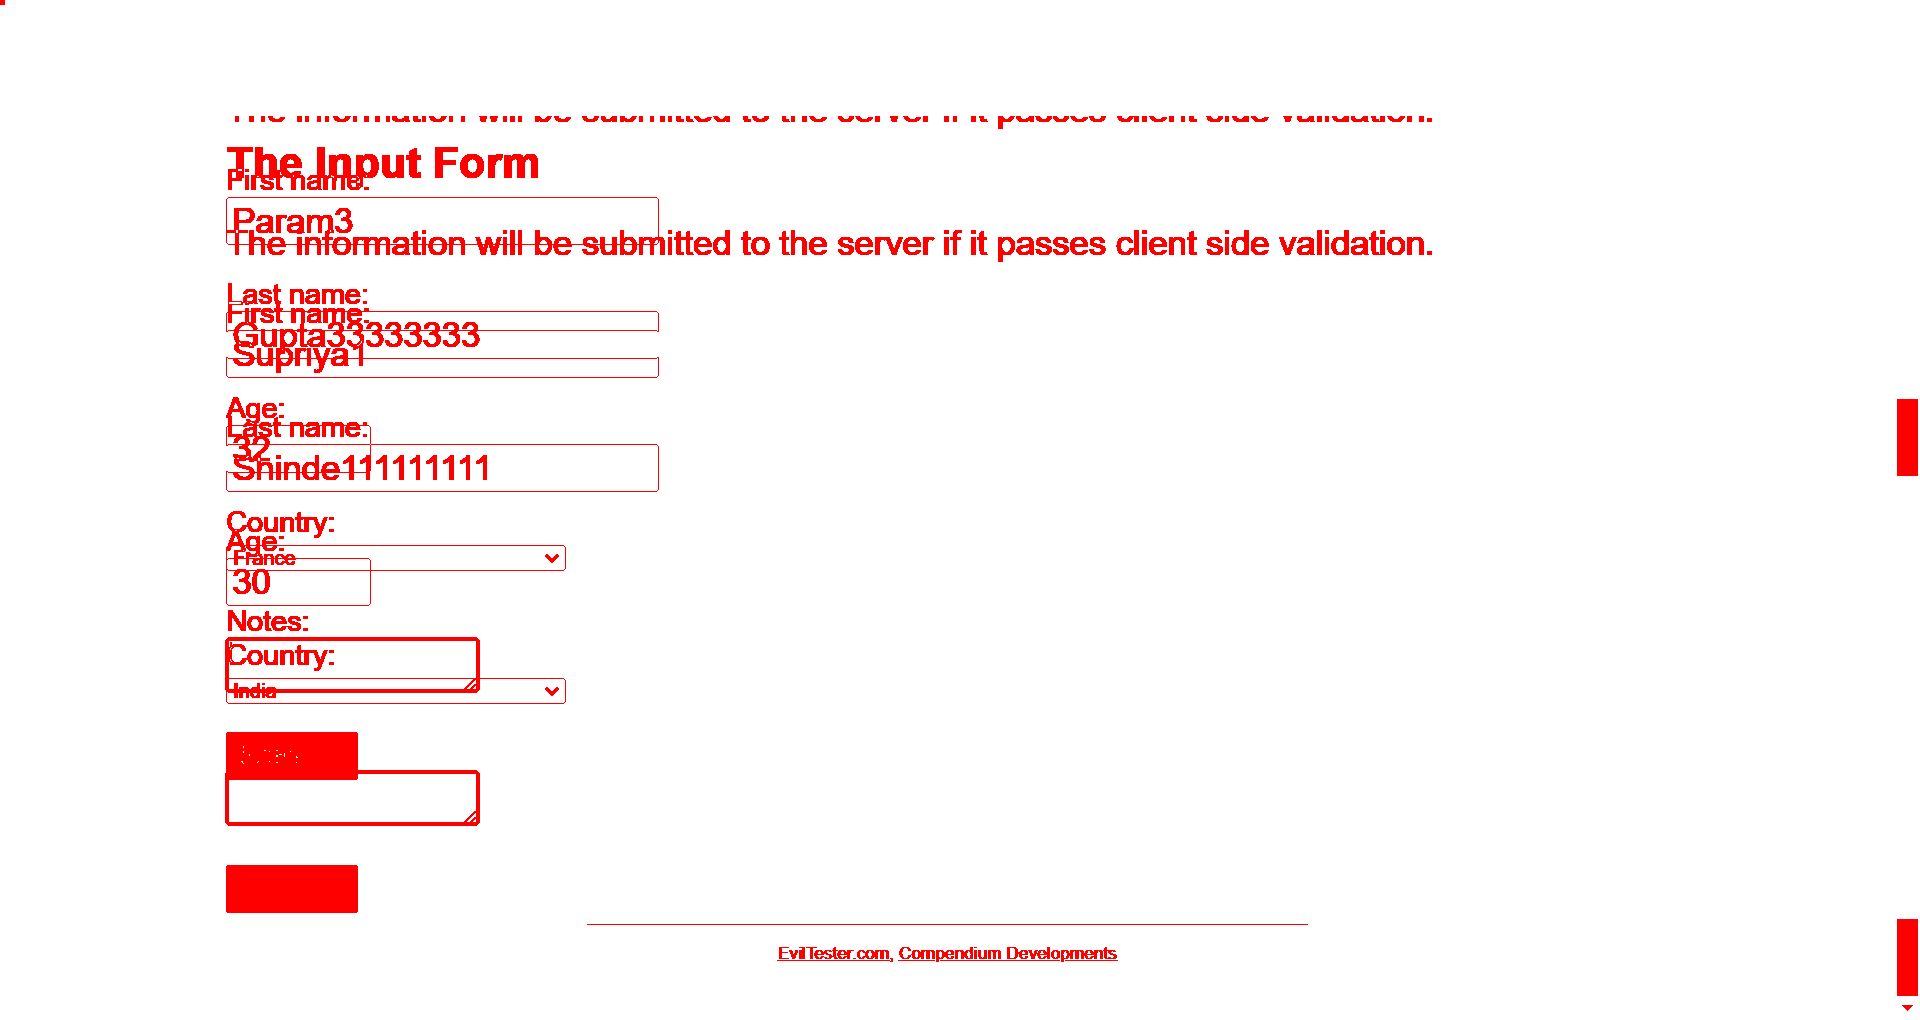 The information will be submitted to the server if it passes client side validation.
The Input Form
First name:
Param3
The information will be submitted to the server if it passes client side validation.
Last name:
First name:
Gupta33333333
Supriya1
Age:
Last name:
32
Shinde111111111
Country:
Age:
France
30
Notes:
Country:
India
EvilTester.com, Compendium Developments